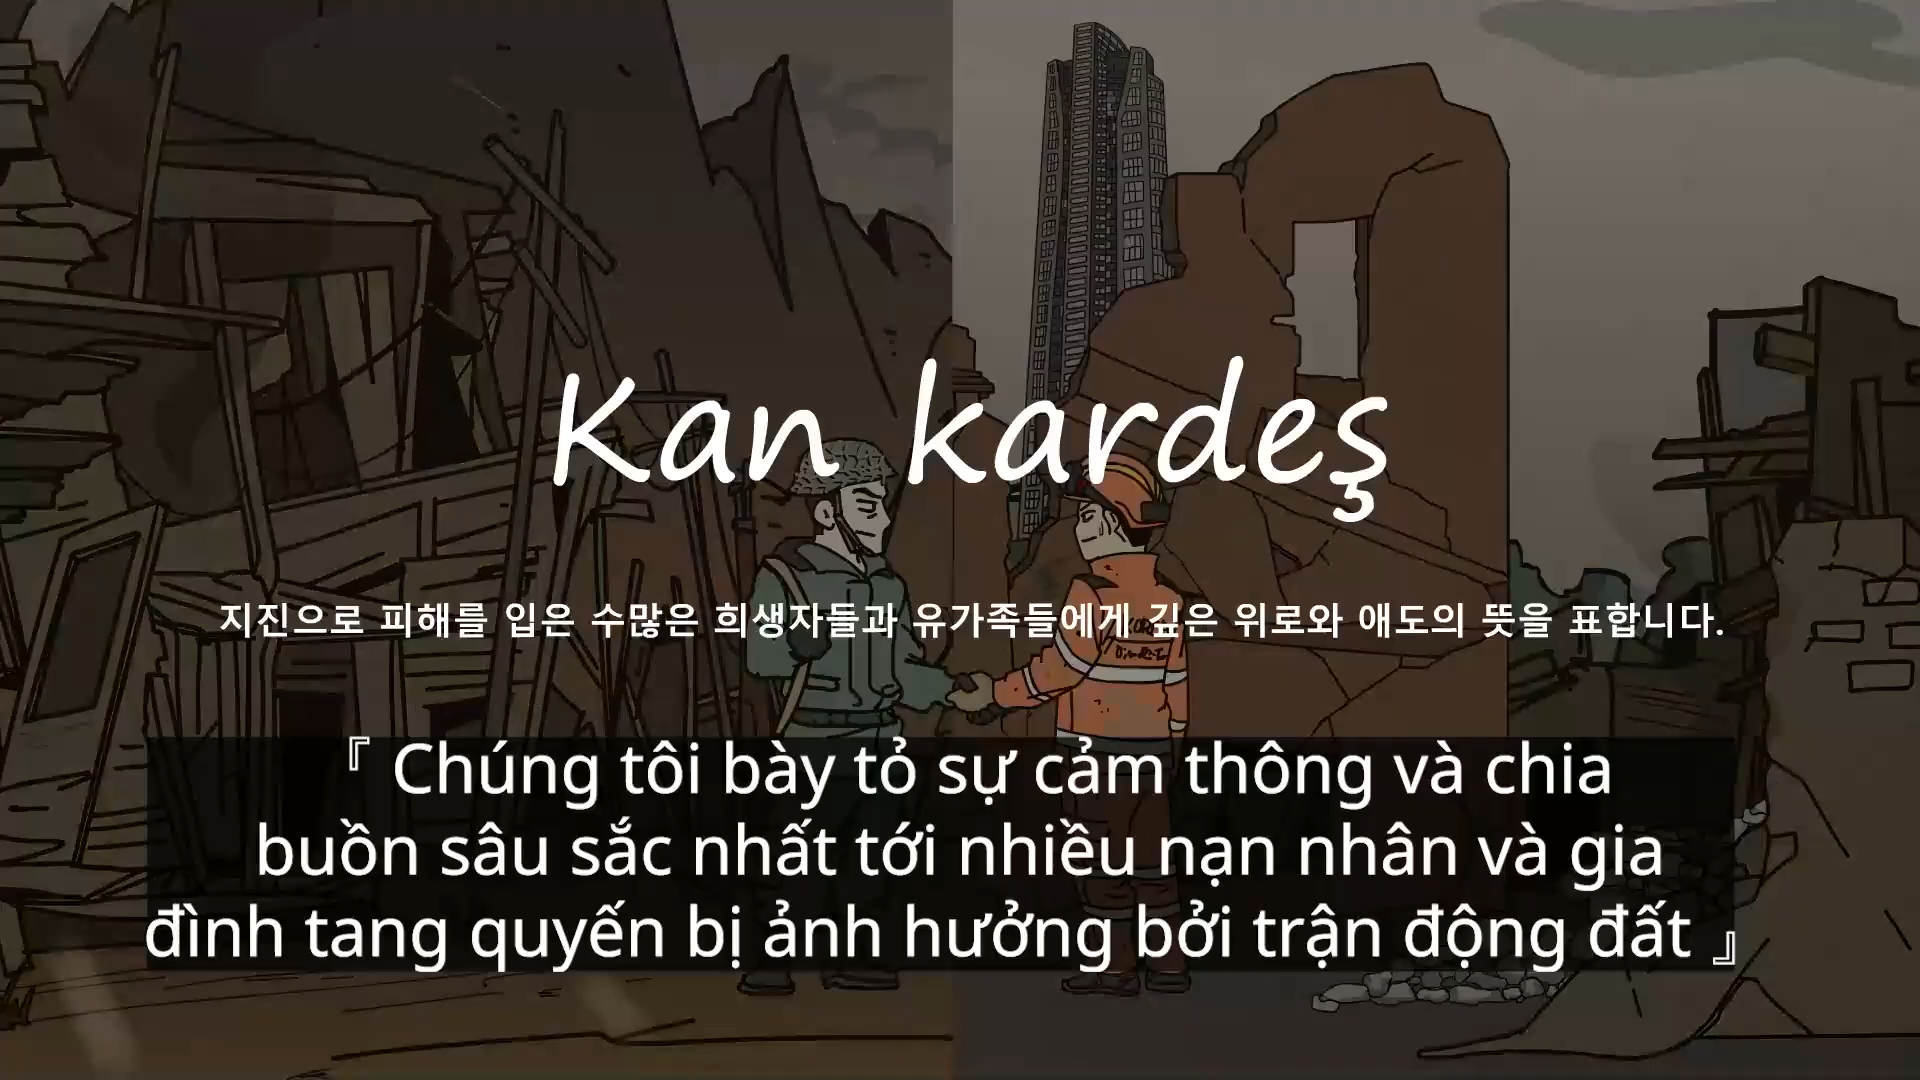 Kan kardeş
지진으로 피해를 입은 수많은 희생자들과 유가족들에게 깊은 위로와 애도의 뜻을 표합니다.
『 Chúng tôi bày tỏ sự cảm thông và chia
buồn sâu sắc nhất tới nhiều nạn nhân và gia
đình tang quyến bị ảnh hưởng bởi trận động đất 』